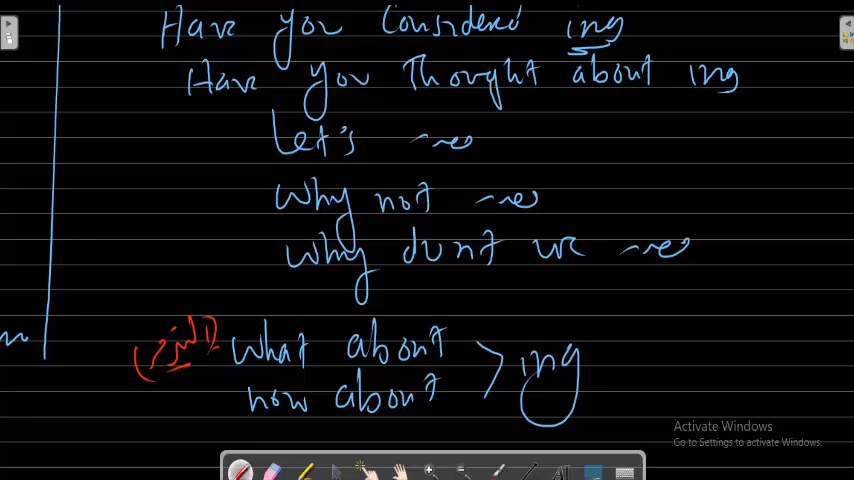 Have you Considered ing
Have you Thought about ing
Let's
Why not
Why dont we
What about
how about > ing
Activate Windows
Go to Settings to activate Windows.